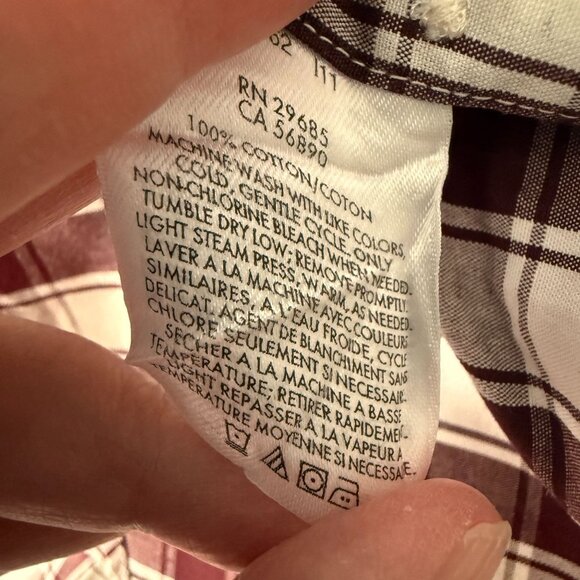 62 111
RN 29685
CA 56890
100% COTTON/COTON
MACHINE WASH WITH LIKE COLORS,
COLD, GENTLE CYCLE, ONLY
NON-CHLORINE BLEACH WHEN NEEDED.
TUMBLE DRY LOW; REMOVE PROMPTLY.
LIGHT STEAM PRESS, WARM, AS NEEDED.
LAVER A LA MACHINE AVEC COULEURS
SIMILAIRES, A L'EAU FROIDE, CYCLE
DELICAT, AGENT DE BLANCHIMENT SANS
CHLORE SEULEMENT SI NECESSAIRE.
SECHER A LA MACHINE A BASSE
TEMPERATURE; RETIRER RAPIDEMENT.
REPASSER A LA VAPEUR A
TEMPERATURE MOYENNE SI NECESSAIRE.